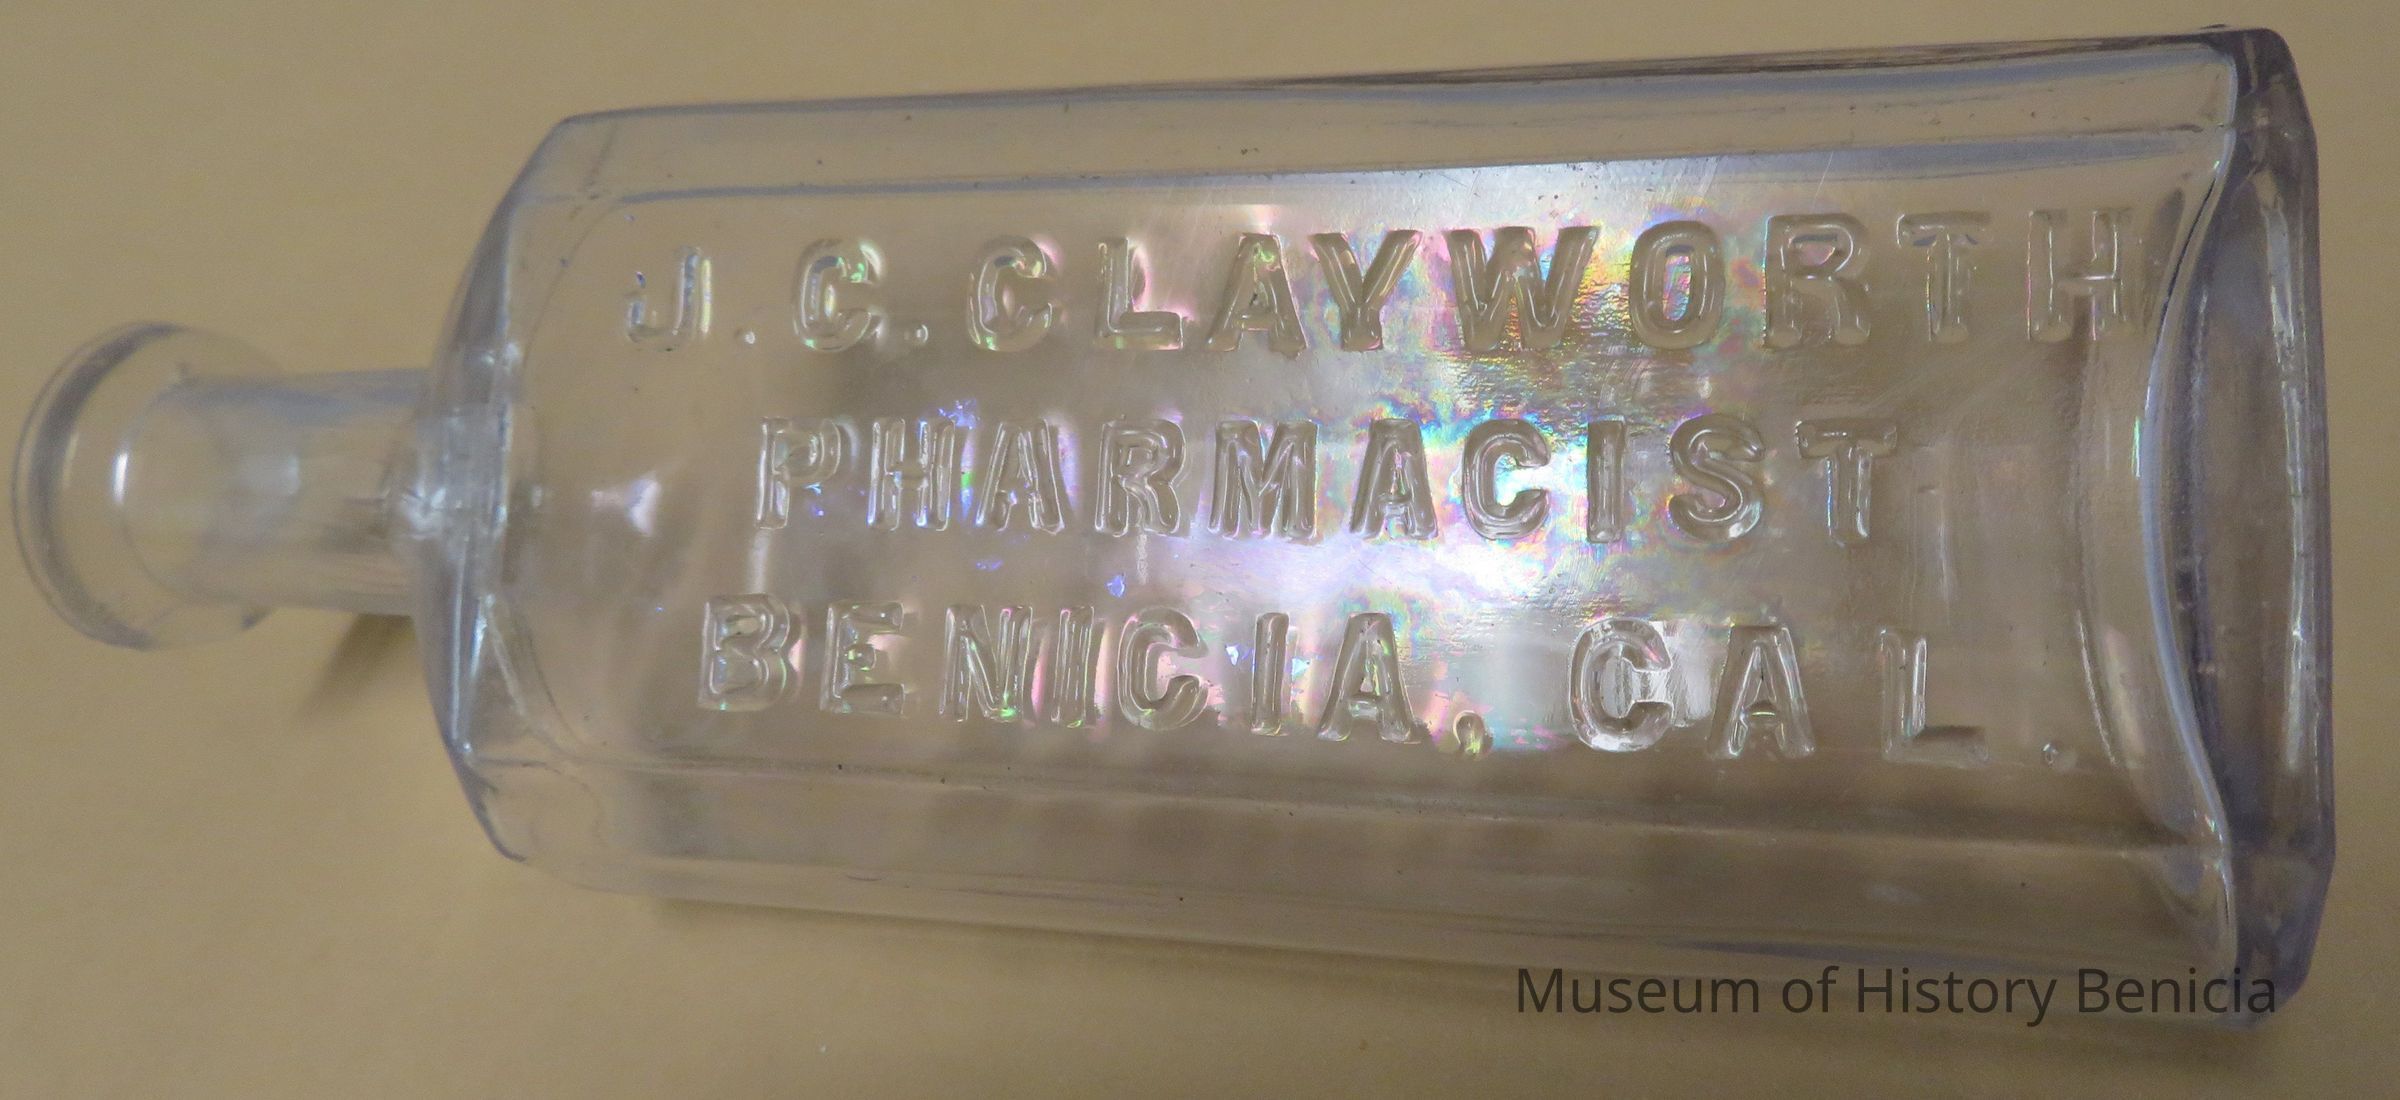 J. C. CLAYWORTH
PHARMACIST
BENICIA, CAL.
Museum of History Benicia